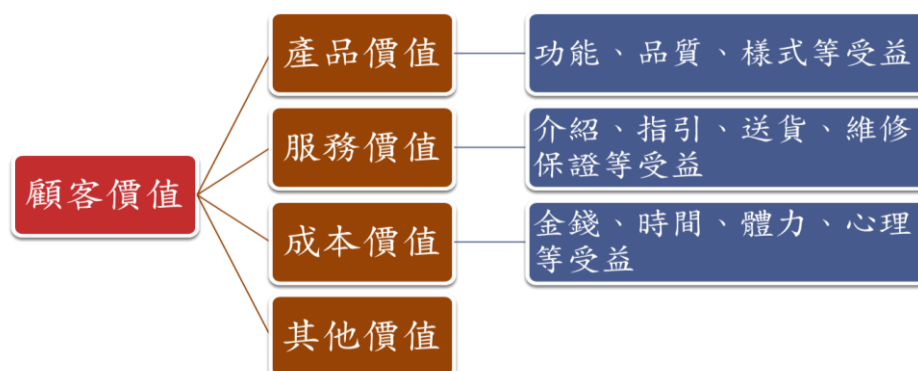 顧客價值
產品價值
功能、品質、樣式等受益
服務價值
介紹、指引、送貨、維修
保證等受益
成本價值
金錢、時間、體力、心理
等受益
其他價值